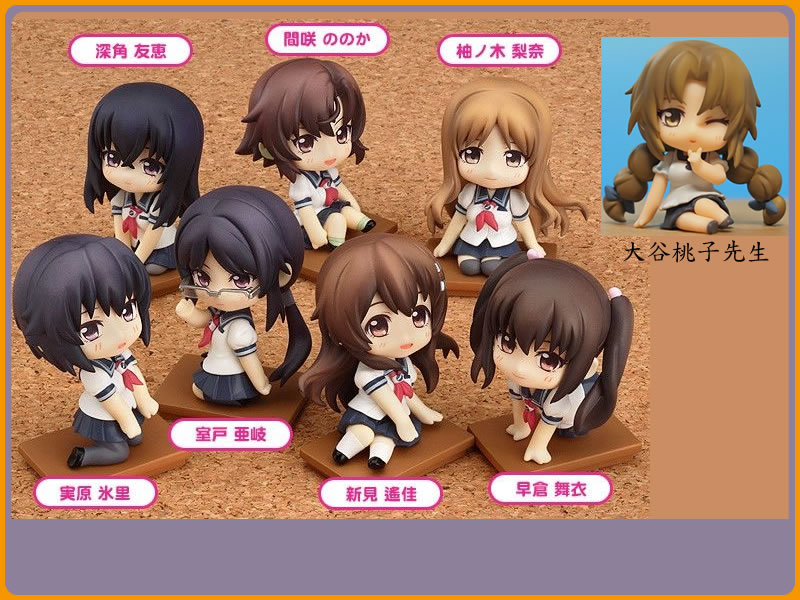 深角 友恵
間咲 ののか
柚ノ木 梨奈
大谷桃子先生
室戸 亜岐
実原 氷里
新見 遙佳
早倉 舞衣